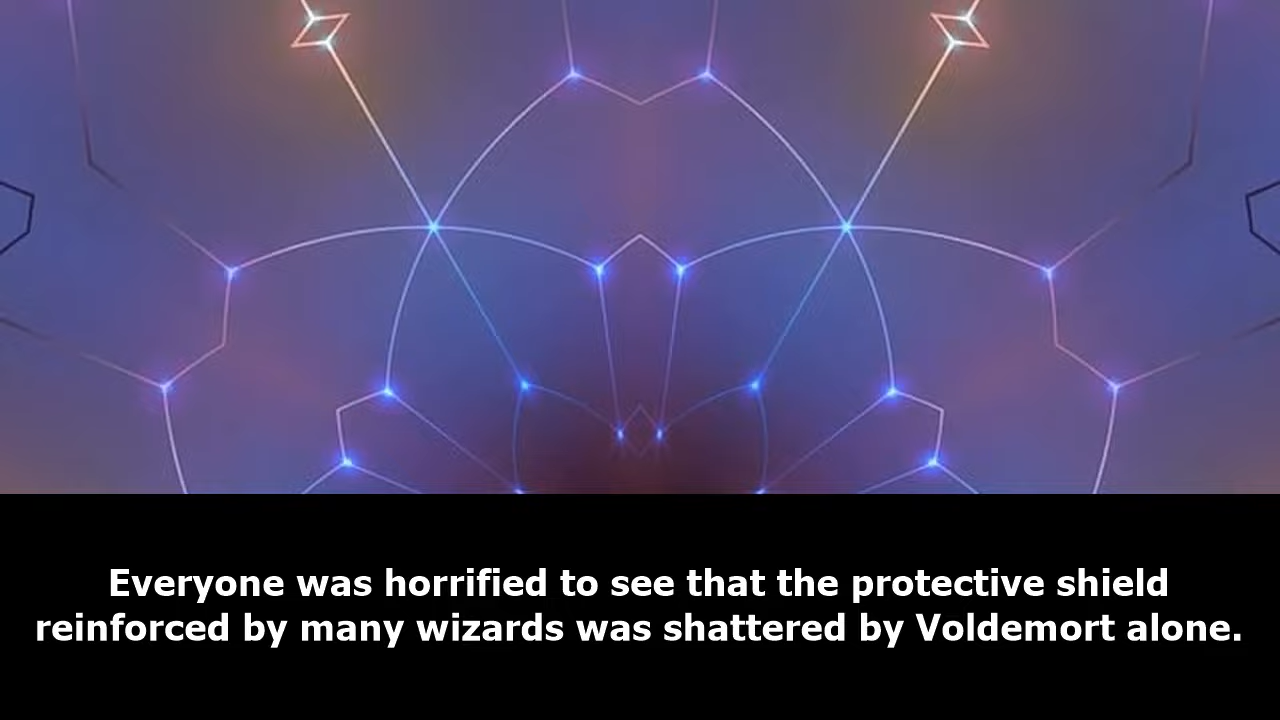 Everyone was horrified to see that the protective shield
reinforced by many wizards was shattered by Voldemort alone.